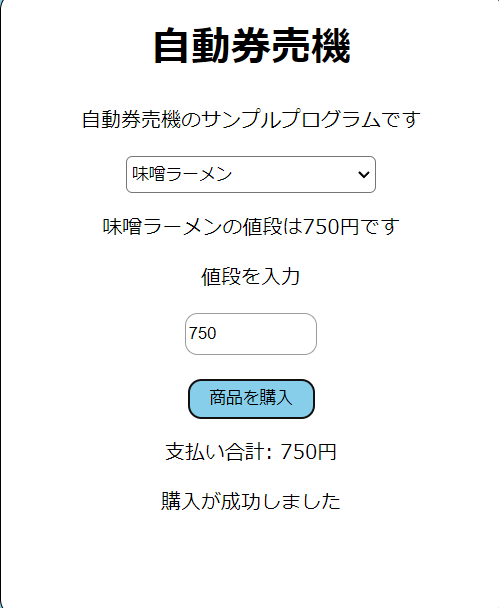 自動券売機
自動券売機のサンプルプログラムです
味噌ラーメン
味噌ラーメンの値段は750円です
値段を入力
750
商品を購入
支払い合計: 750円
購入が成功しました